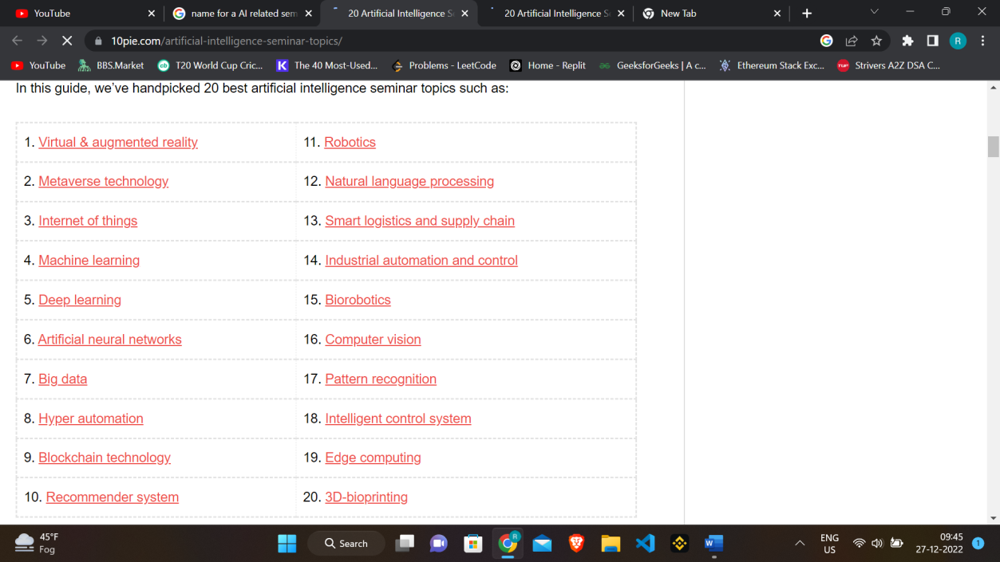 YouTube
name for a AI related sem
20 Artificial Intelligence S
20 Artificial Intelligence S
New Tab
10pie.com/artificial-intelligence-seminar-topics/
R
YouTube
BBS.Market
T20 World Cup Cric...
K The 40 Most-Used...
Problems - LeetCode
Home - Replit
GeeksforGeeks | A c...
Ethereum Stack Exc...
TUF Strivers A2Z DSA C...
In this guide, we've handpicked 20 best artificial intelligence seminar topics such as:
1. Virtual & augmented reality
11. Robotics
2. Metaverse technology
12. Natural language processing
3. Internet of things
13. Smart logistics and supply chain
4. Machine learning
14. Industrial automation and control
5. Deep learning
15. Biorobotics
6. Artificial neural networks
16. Computer vision
7. Big data
17. Pattern recognition
8. Hyper automation
18. Intelligent control system
9. Blockchain technology
19. Edge computing
10. Recommender system
20. 3D-bioprinting
45°F
Fog
Search
R
W
ENG
US
09:45
27-12-2022
1